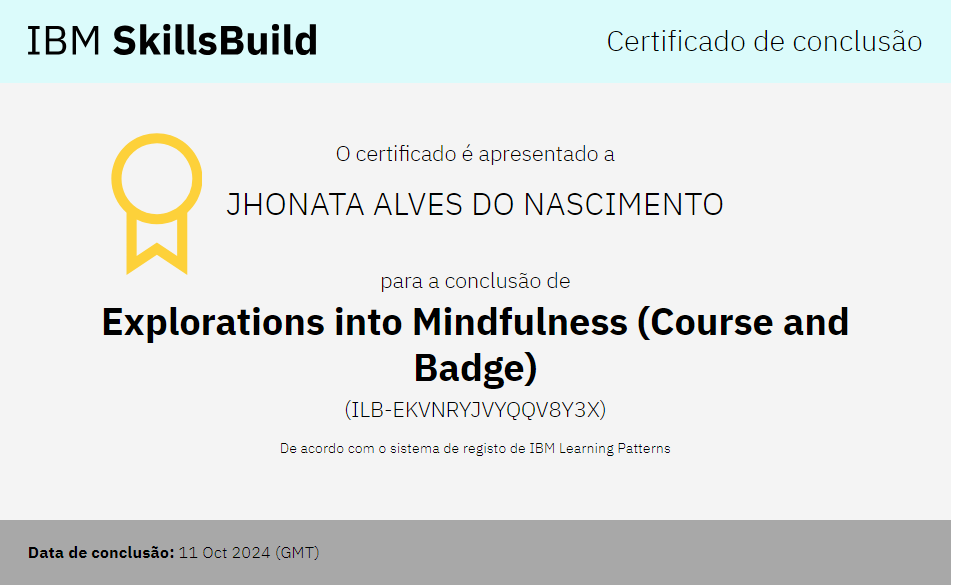 IBM SkillsBuild
Certificado de conclusão
O certificado é apresentado a
JHONATA ALVES DO NASCIMENTO
para a conclusão de
Explorations into Mindfulness (Course and
Badge)
(ILB-EKVNRYJVYQQV8Y3X)
De acordo com o sistema de registo de IBM Learning Patterns
Data de conclusão: 11 Oct 2024 (GMT)